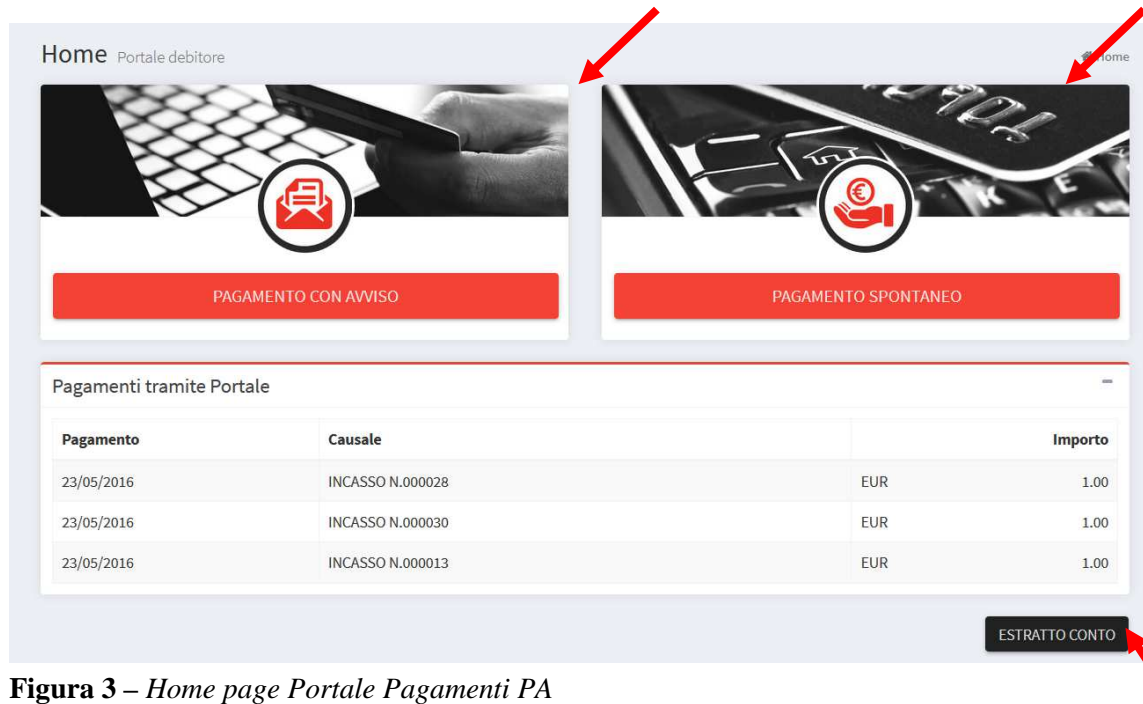 Home Portale debitore
Home
PAGAMENTO CON AVVISO
PAGAMENTO SPONTANEO
Pagamenti tramite Portale
Pagamento Causale Importo
23/05/2016 INCASSO N.000028 EUR 1.00
23/05/2016 INCASSO N.000030 EUR 1.00
23/05/2016 INCASSO N.000013 EUR 1.00
ESTRATTO CONTO
Figura 3 – Home page Portale Pagamenti PA